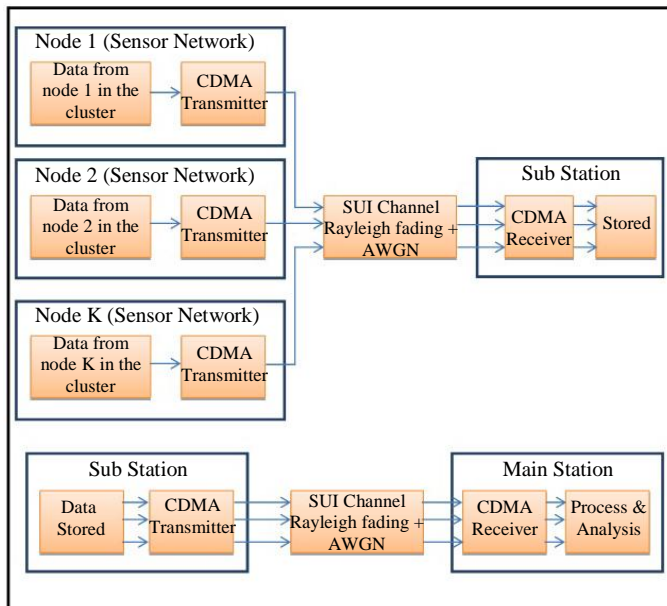 Node 1 (Sensor Network)
Data from
node 1 in the
cluster
CDMA
Transmitter
Node 2 (Sensor Network)
Data from
node 2 in the
cluster
CDMA
Transmitter
Node K (Sensor Network)
Data from
node K in the
cluster
CDMA
Transmitter
SUI Channel
Rayleigh fading +
AWGN
Sub Station
CDMA
Receiver
Stored
Sub Station
Data
Stored
CDMA
Transmitter
SUI Channel
Rayleigh fading +
AWGN
Main Station
CDMA
Receiver
Process &
Analysis